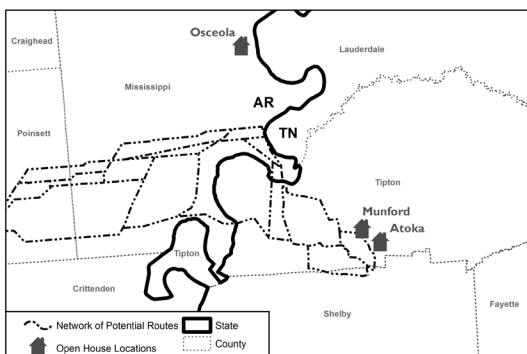 Craighead
Osceola
Lauderdale
Mississippi
AR
Poinsett
TN
Tipton
Munford
Atoka
Tipton
Crittenden
Shelby
Fayette
Network of Potential Routes
State
Open House Locations
County